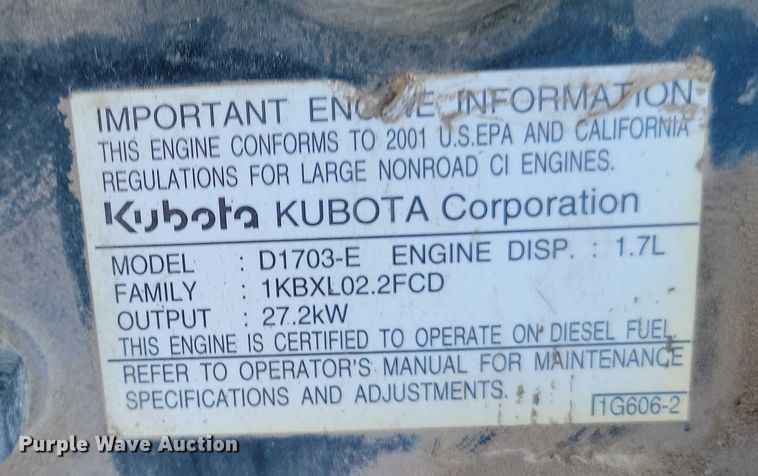 IMPORTANT ENGINE INFORMATION
THIS ENGINE CONFORMS TO 2001 U.S.EPA AND CALIFORNIA
REGULATIONS FOR LARGE NONROAD CI ENGINES.
Kubota KUBOTA Corporation
MODEL : D1703-E ENGINE DISP. : 1.7L
FAMILY : 1KBXL02.2FCD
OUTPUT : 27.2kW
THIS ENGINE IS CERTIFIED TO OPERATE ON DIESEL FUEL.
REFER TO OPERATOR'S MANUAL FOR MAINTENANCE
SPECIFICATIONS AND ADJUSTMENTS.
1G606-2
Purple Wave Auction